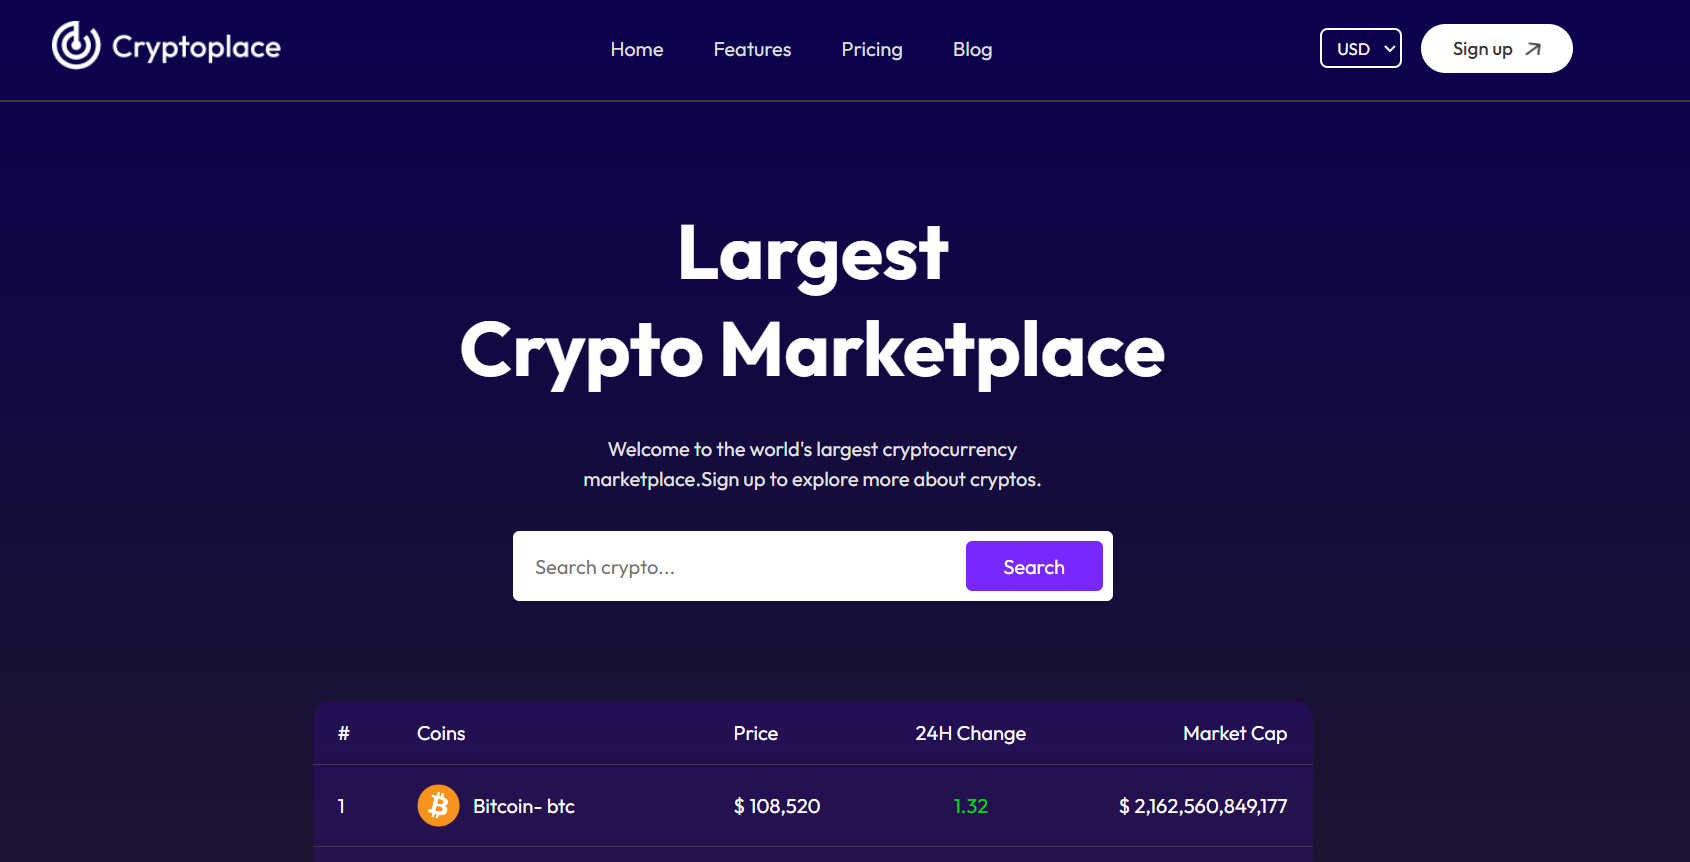 Cryptoplace Home Features Pricing Blog USD Sign up
Largest
Crypto Marketplace
Welcome to the world's largest cryptocurrency
marketplace.Sign up to explore more about cryptos.
Search crypto... Search
# Coins Price 24H Change Market Cap
1 Bitcoin- btc $ 108,520 1.32 $ 2,162,560,849,177